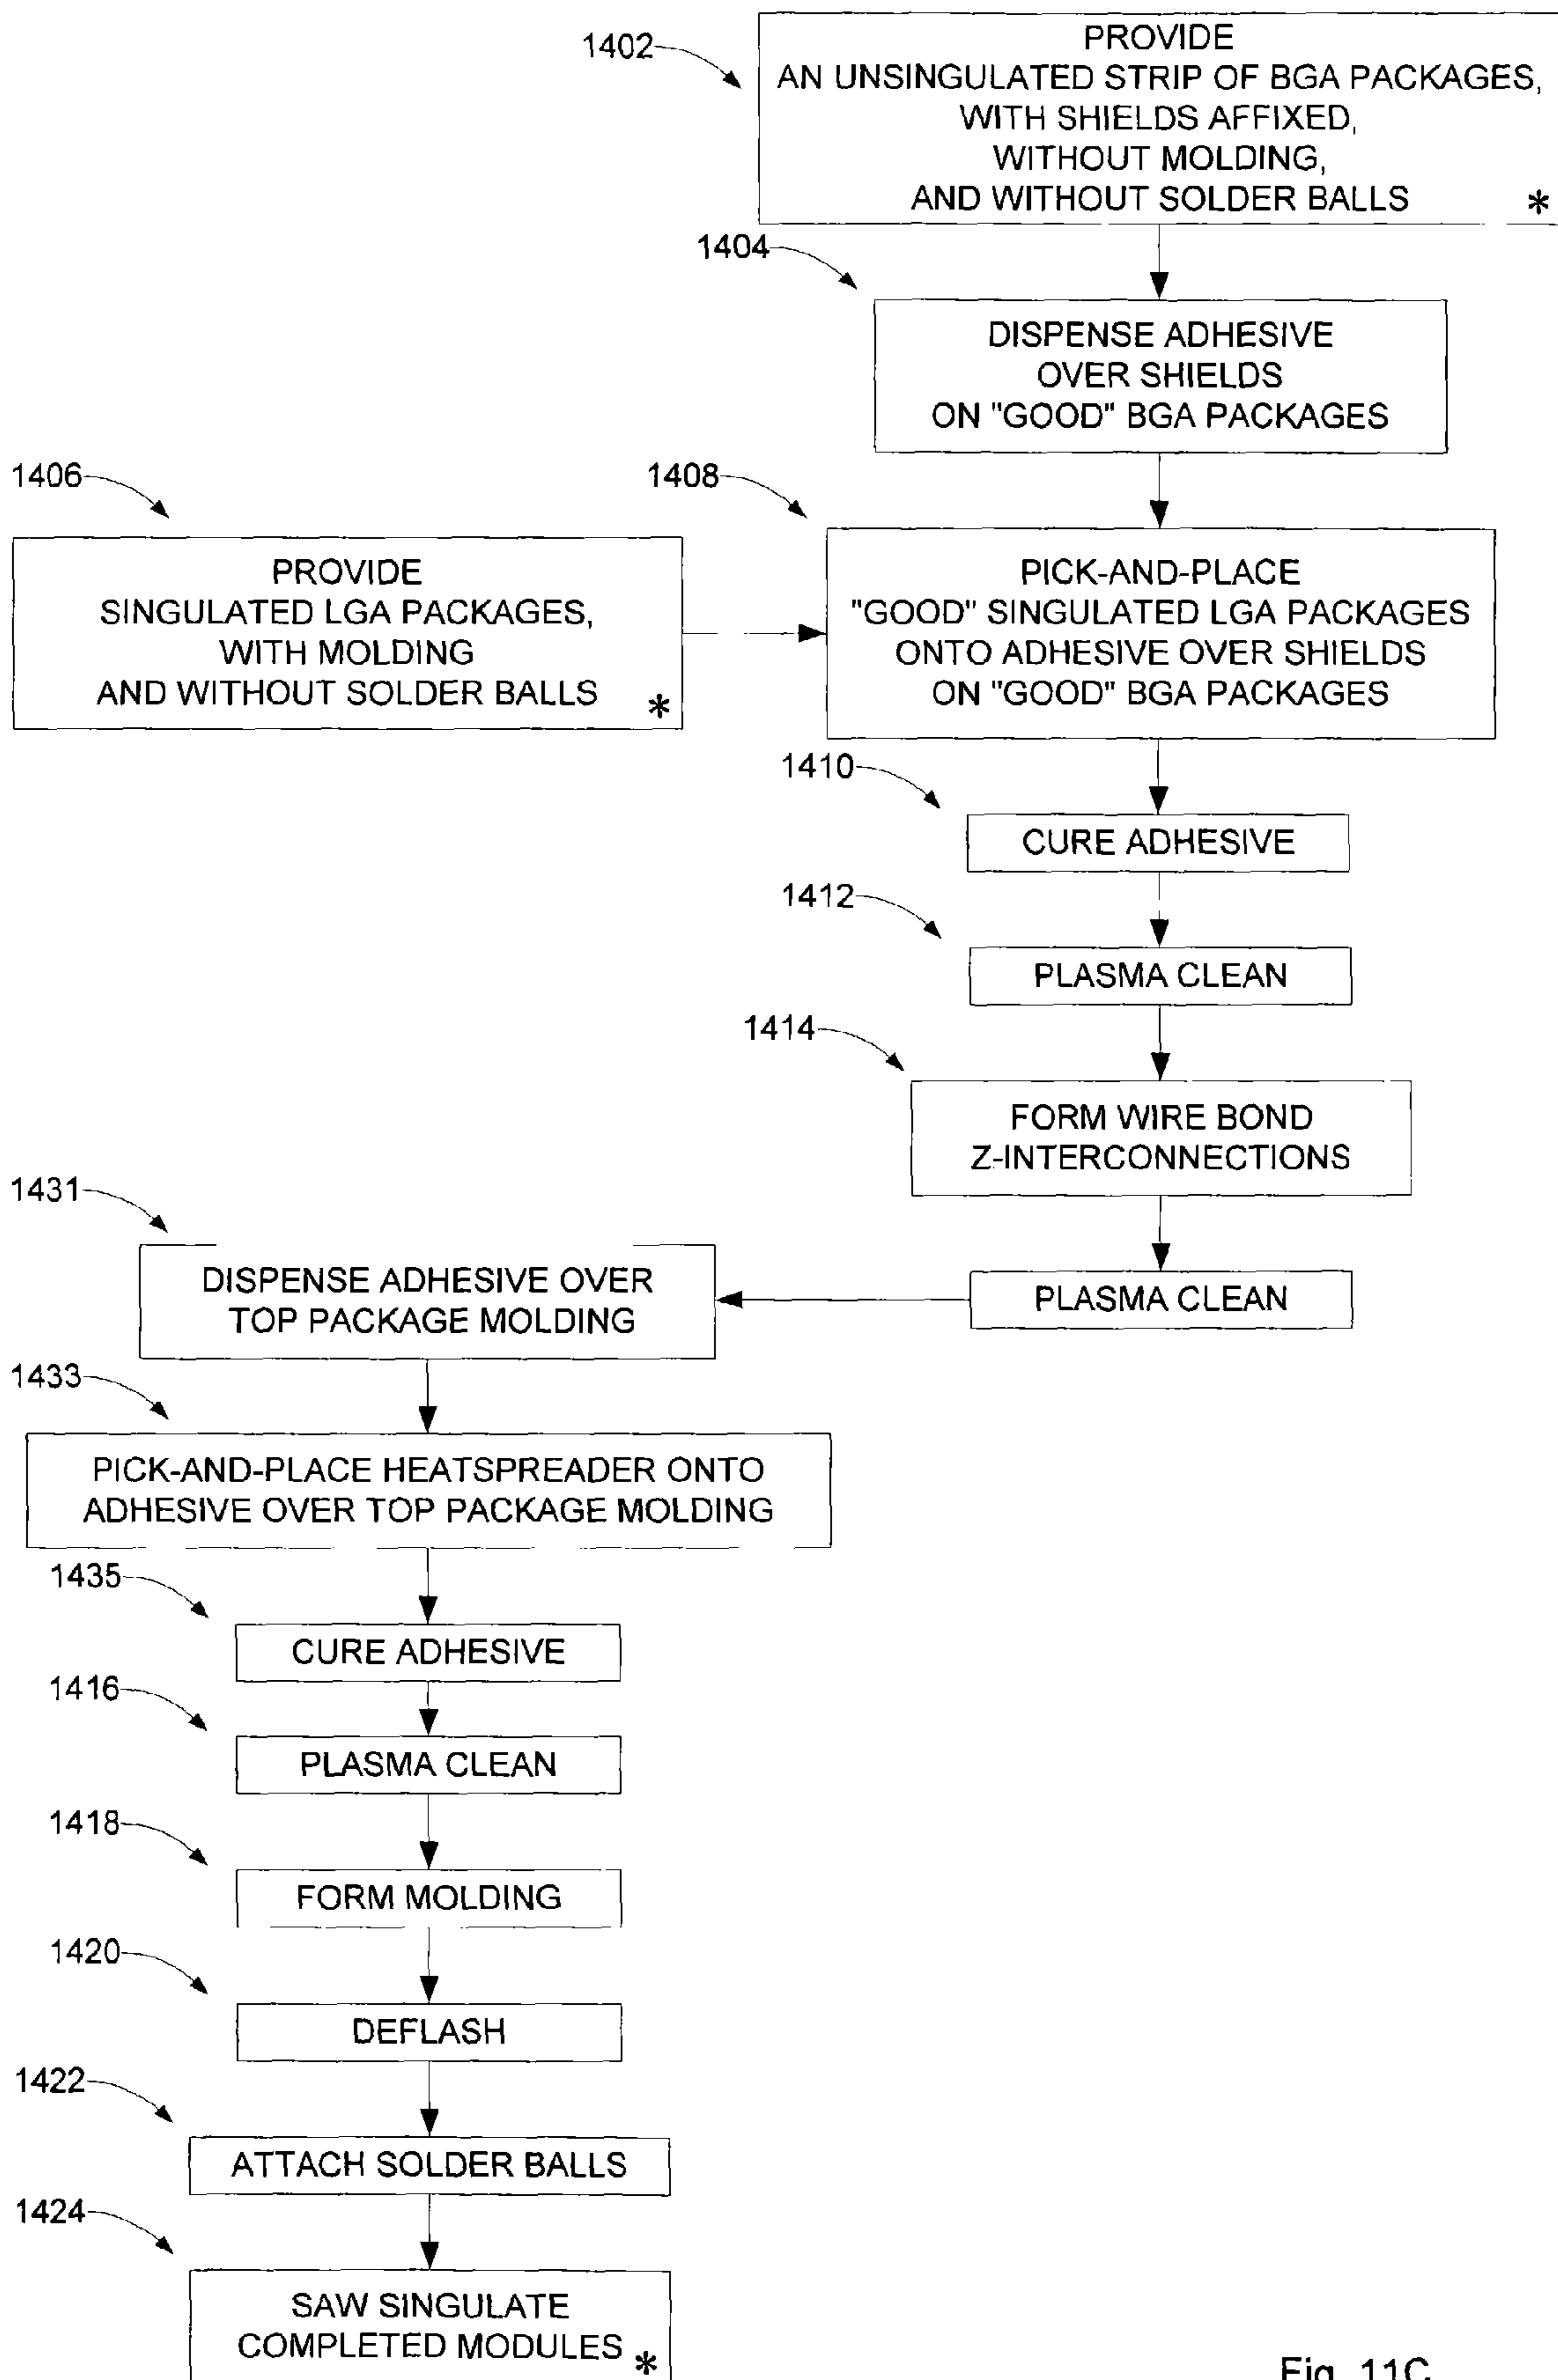 1402
PROVIDE
AN UNSINGULATED STRIP OF BGA PACKAGES,
WITH SHIELDS AFFIXED,
WITHOUT MOLDING,
AND WITHOUT SOLDER BALLS *
1404
DISPENSE ADHESIVE
OVER SHIELDS
ON "GOOD" BGA PACKAGES
1406
PROVIDE
SINGULATED LGA PACKAGES,
WITH MOLDING
AND WITHOUT SOLDER BALLS *
1408
PICK-AND-PLACE
"GOOD" SINGULATED LGA PACKAGES
ONTO ADHESIVE OVER SHIELDS
ON "GOOD" BGA PACKAGES
1410
CURE ADHESIVE
1412
PLASMA CLEAN
1414
FORM WIRE BOND
Z-INTERCONNECTIONS
PLASMA CLEAN
1431
DISPENSE ADHESIVE OVER
TOP PACKAGE MOLDING
1433
PICK-AND-PLACE HEATSPREADER ONTO
ADHESIVE OVER TOP PACKAGE MOLDING
1435
CURE ADHESIVE
1416
PLASMA CLEAN
1418
FORM MOLDING
1420
DEFLASH
1422
ATTACH SOLDER BALLS
1424
SAW SINGULATE
COMPLETED MODULES *
Fig. 11C